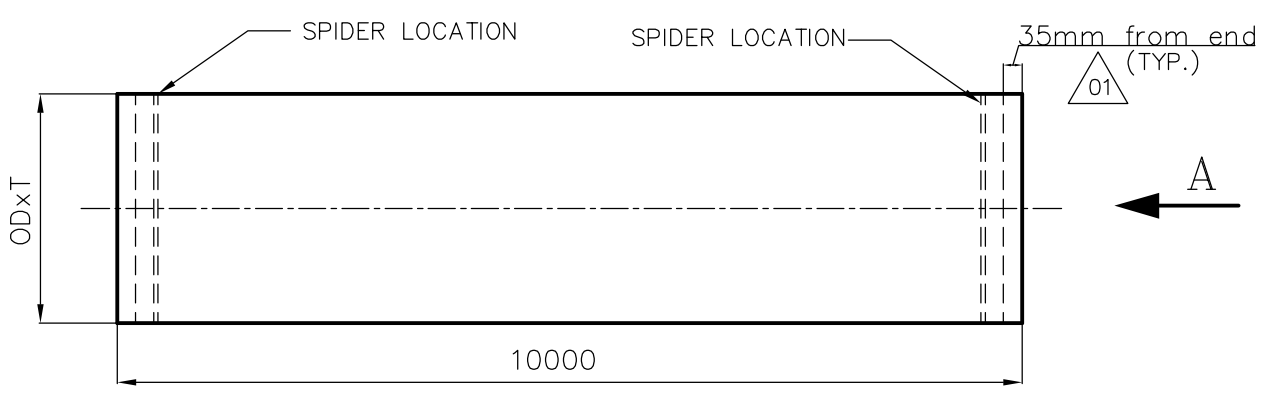 SPIDER LOCATION
SPIDER LOCATION
35mm from end
(TYP.)
01
A
ODxT
10000